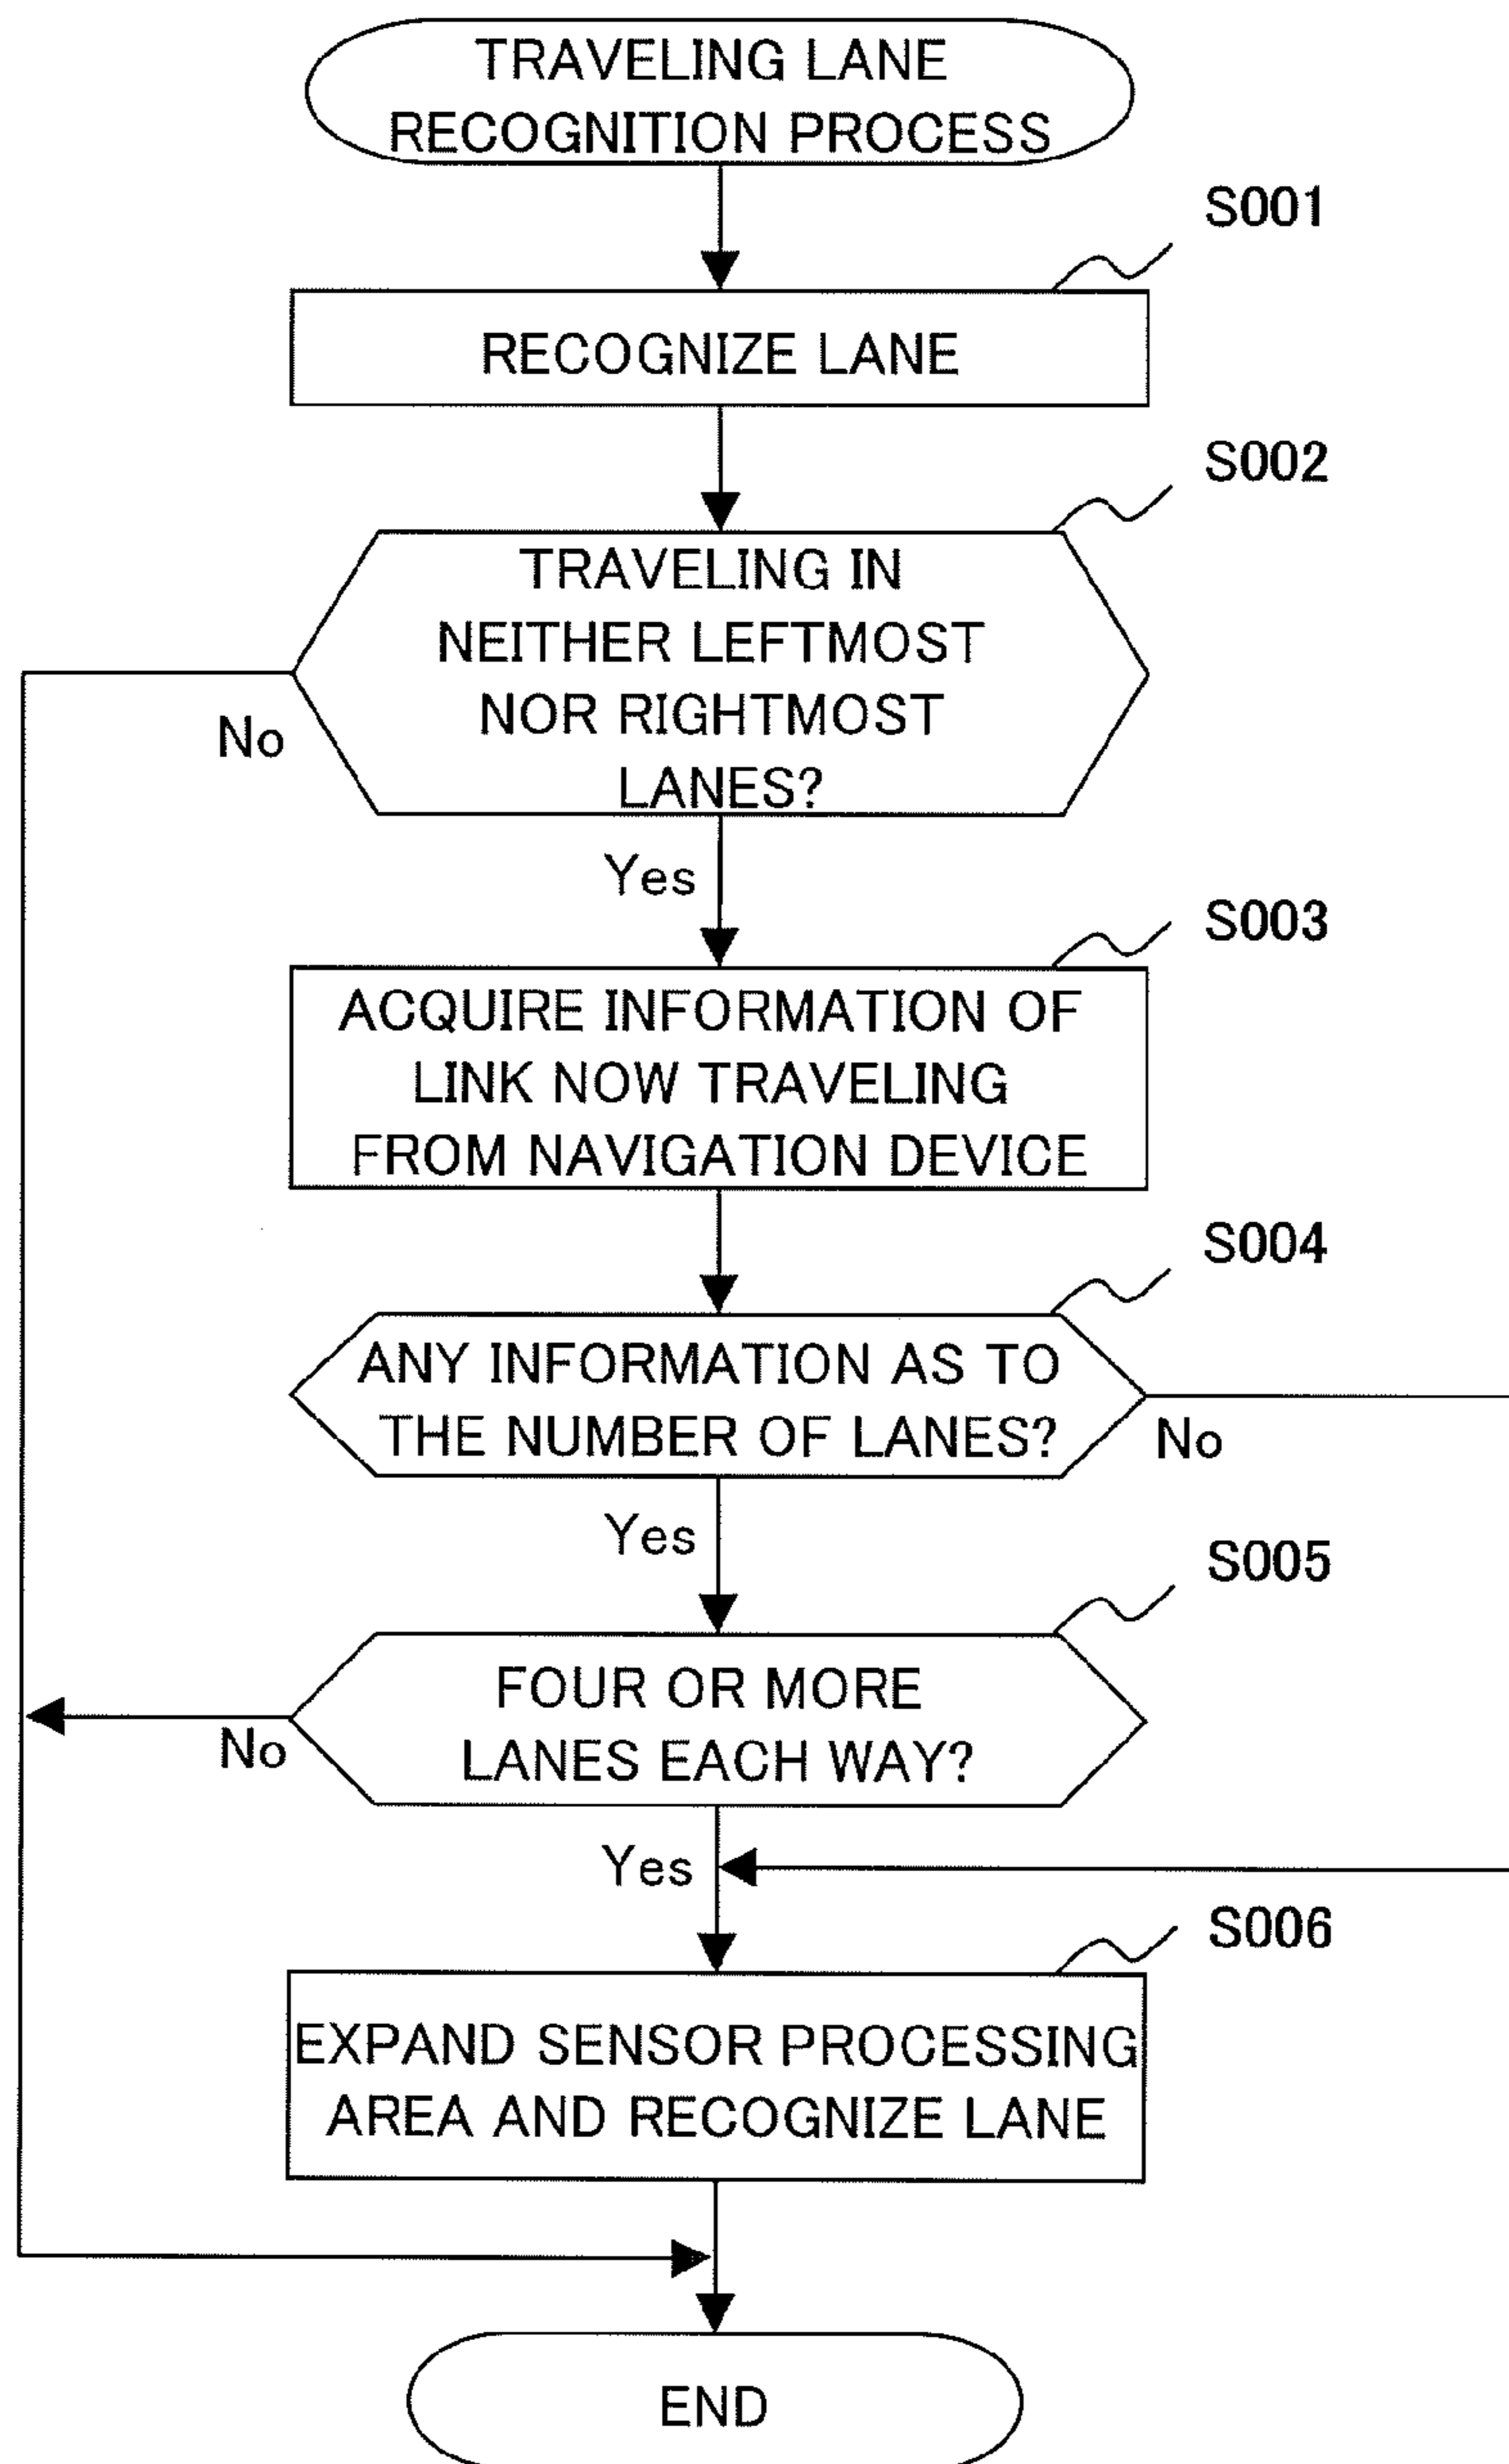 TRAVELING LANE
RECOGNITION PROCESS
S001
RECOGNIZE LANE
S002
TRAVELING IN
NEITHER LEFTMOST
NOR RIGHTMOST
LANES?
No
Yes
S003
ACQUIRE INFORMATION OF
LINK NOW TRAVELING
FROM NAVIGATION DEVICE
S004
ANY INFORMATION AS TO
THE NUMBER OF LANES?
No
Yes
S005
FOUR OR MORE
LANES EACH WAY?
No
Yes
S006
EXPAND SENSOR PROCESSING
AREA AND RECOGNIZE LANE
END